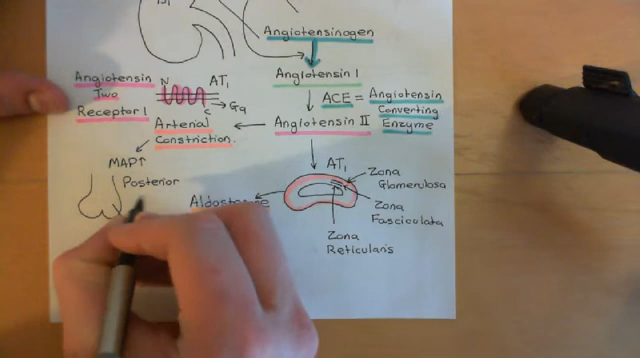 Angiotensinogen
Angiotensin I
ACE = Angiotensin
Converting
Enzyme
Angiotensin II
Angiotensin
Two
Receptor I
N
AT₁
C
Gq
Arterial
Constriction
MAP↑
Posterior
Aldosterone
AT₁
Zona
Glomerulosa
Zona
Fasciculata
Zona
Reticularis